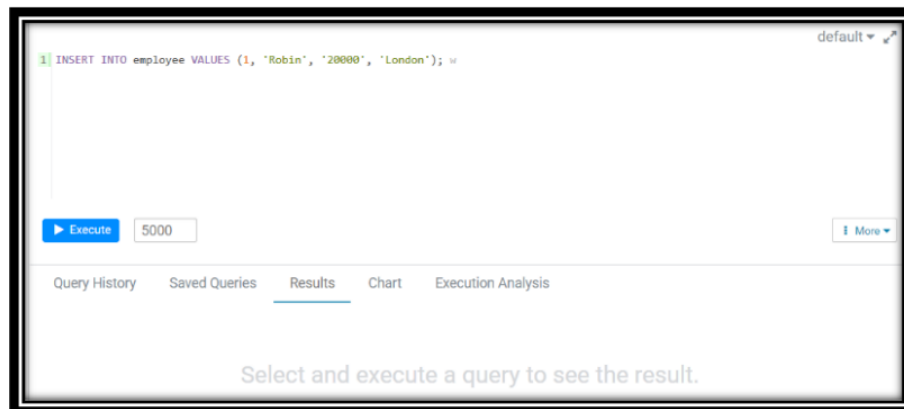 default
1 INSERT INTO employee VALUES (1, 'Robin', '20000', 'London'); w
Execute 5000 More
Query History Saved Queries Results Chart Execution Analysis
Select and execute a query to see the result.